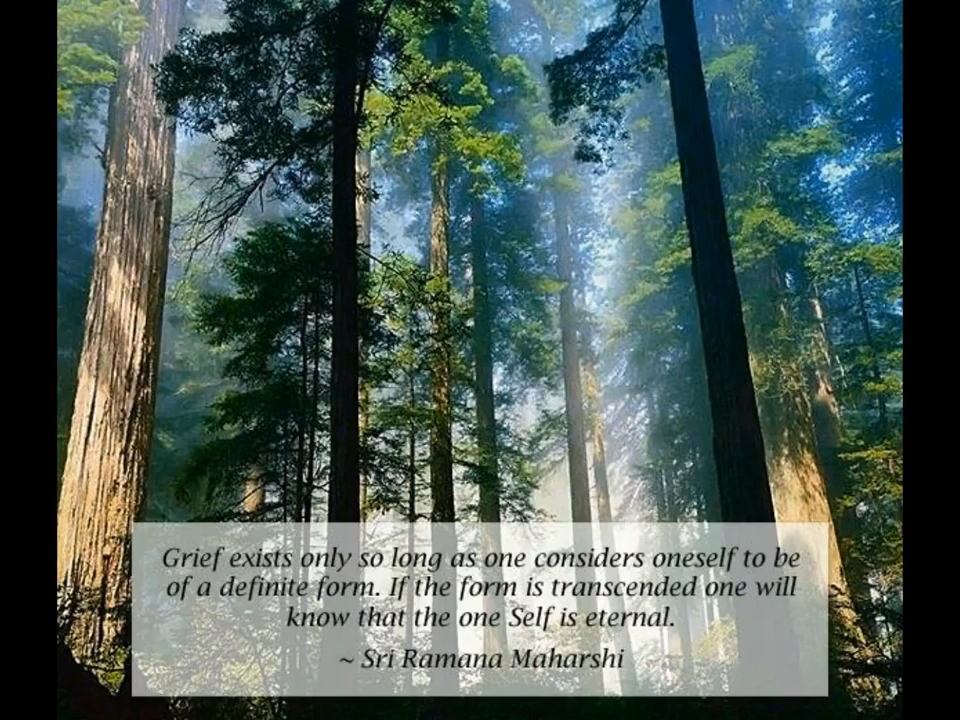 Grief exists only so long as one considers oneself to be
of a definite form. If the form is transcended one will
know that the one Self is eternal.
~ Sri Ramana Maharshi